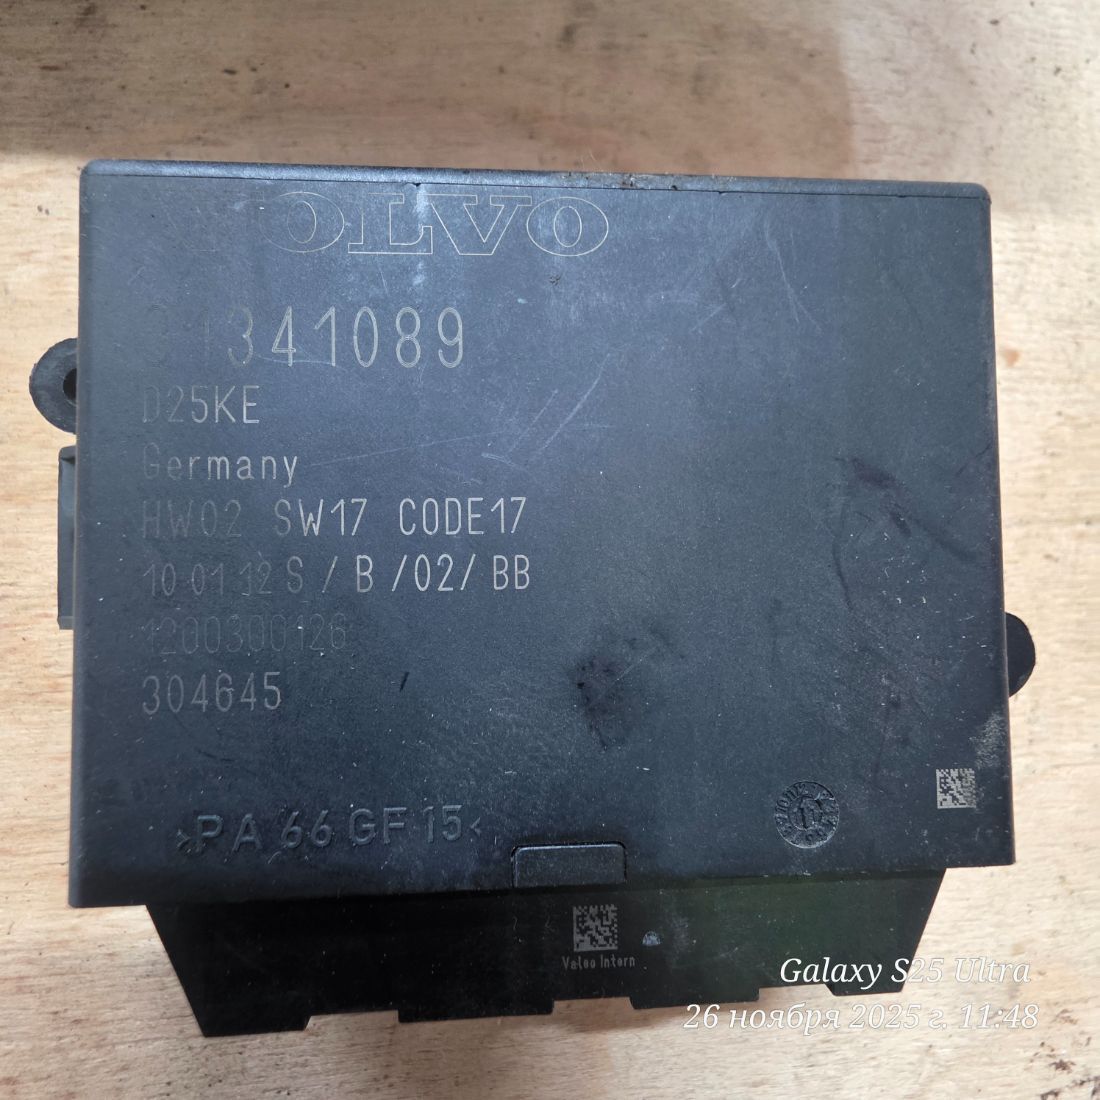 VOLVO
31341089
D25KE
Germany
HW02 SW17 CODE17
10 01 12 S / B /02/ BB
1200300126
304645
>PA 66 GF 15<
Valeo Intern
Galaxy S25 Ultra
26 ноября 2025 г. 11:48